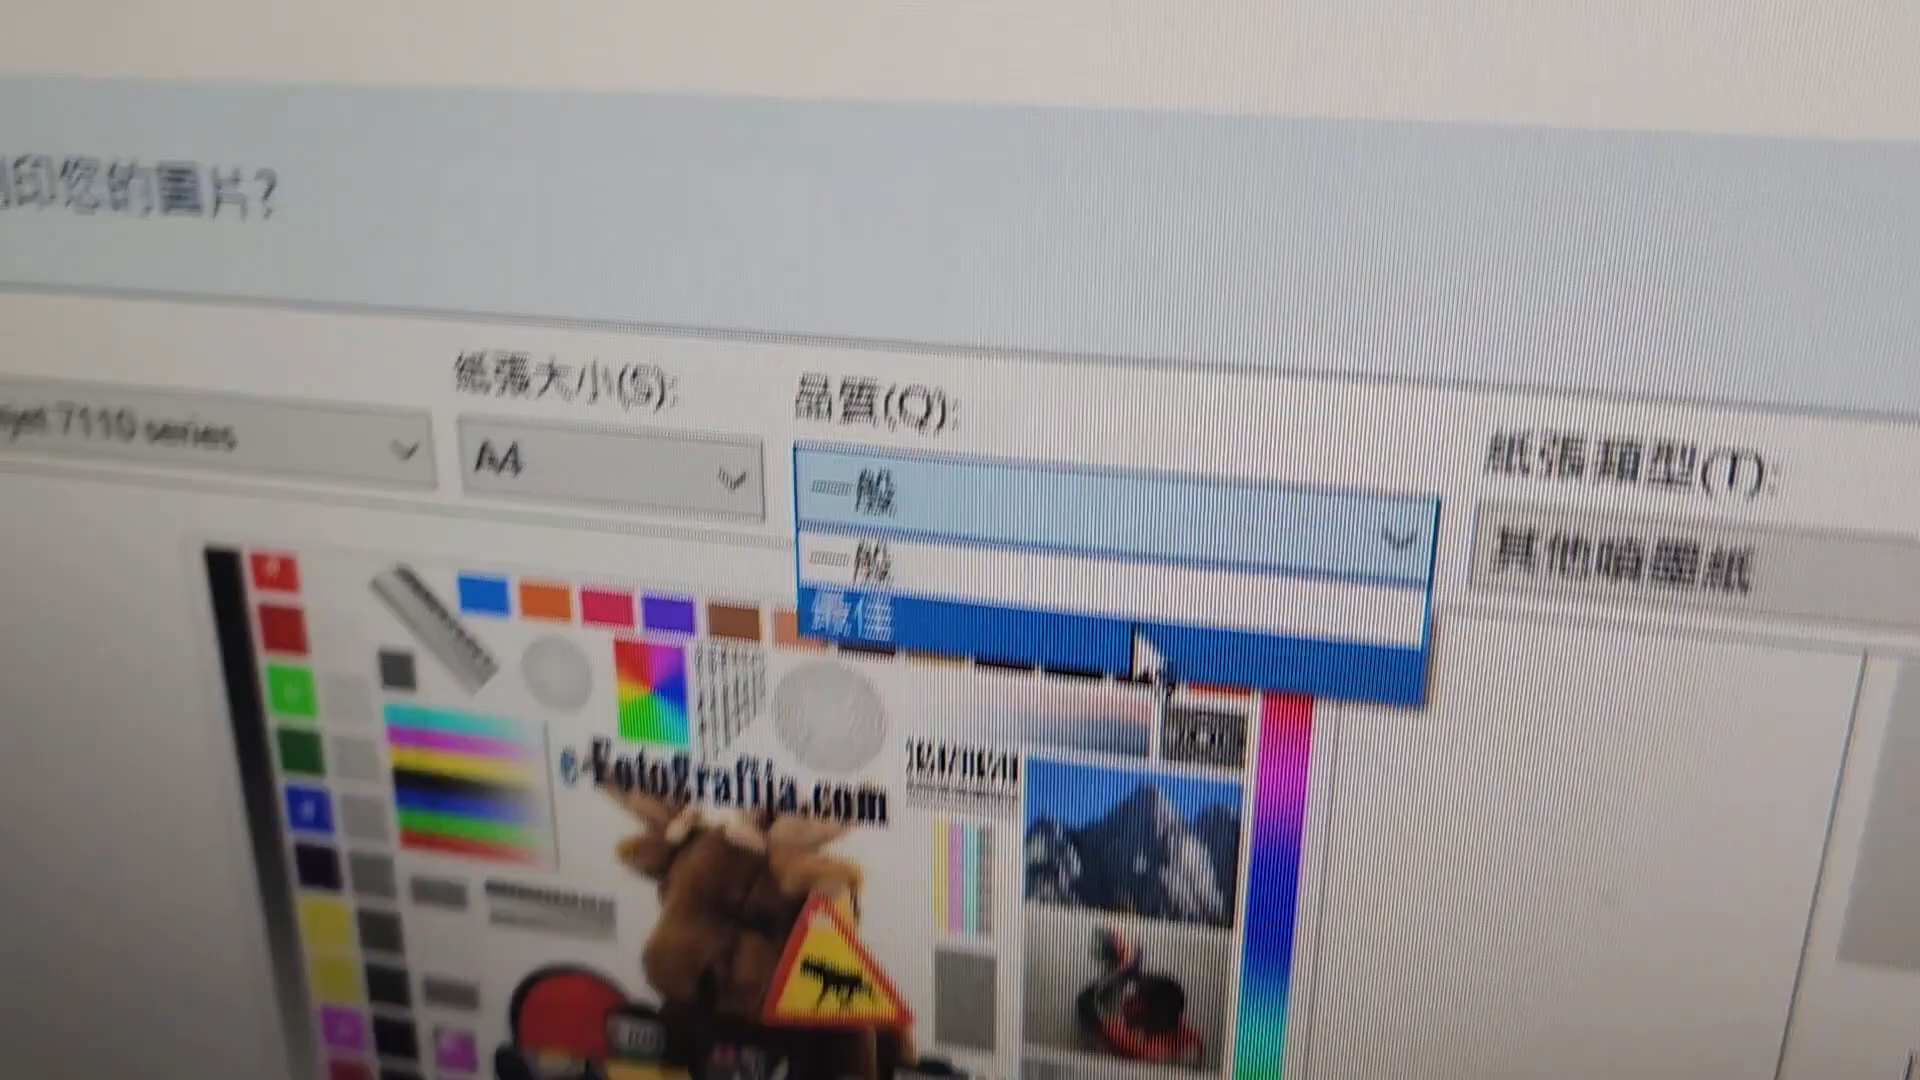 印您的圖片?
紙張大小(S):
品質(Q):
紙張類型(T):
7110 series
A4
一般
其他噴墨紙
一般
最佳
e-Fotografija.com